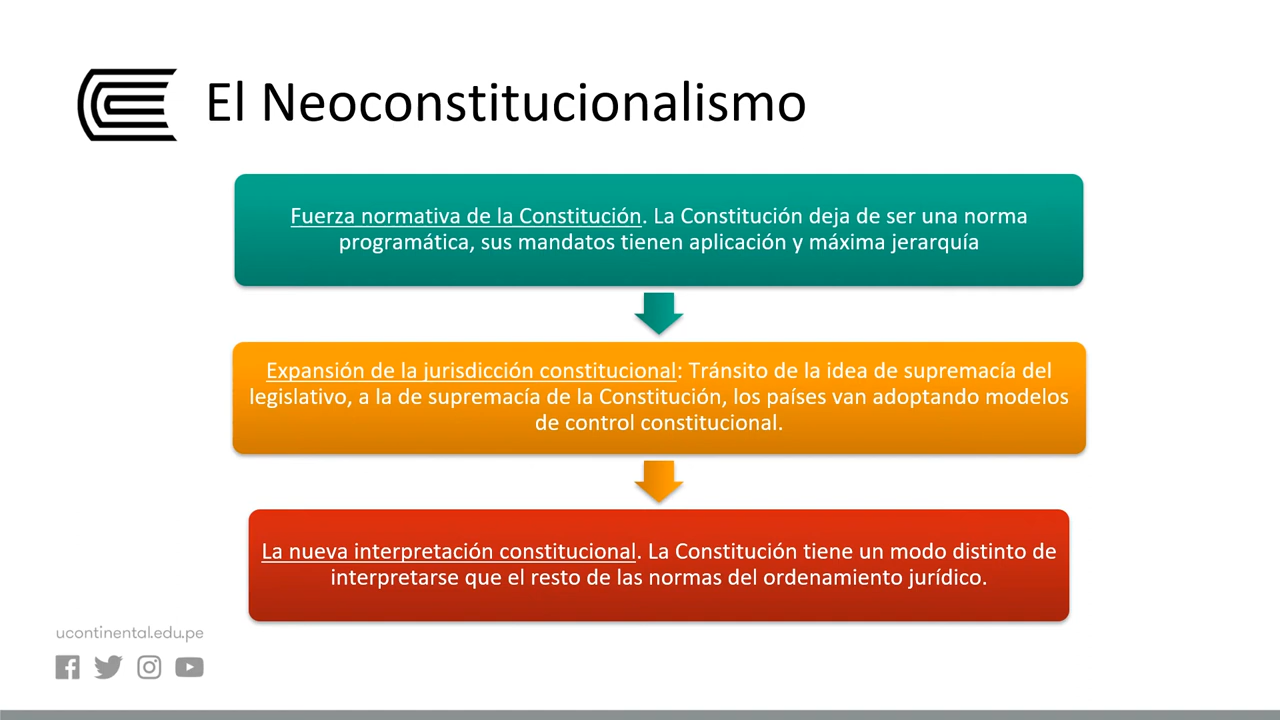 El Neoconstitucionalismo
Fuerza normativa de la Constitución. La Constitución deja de ser una norma
programática, sus mandatos tienen aplicación y máxima jerarquía
Expansión de la jurisdicción constitucional: Tránsito de la idea de supremacía del
legislativo, a la de supremacía de la Constitución, los países van adoptando modelos
de control constitucional.
La nueva interpretación constitucional. La Constitución tiene un modo distinto de
interpretarse que el resto de las normas del ordenamiento jurídico.
ucontinental.edu.pe